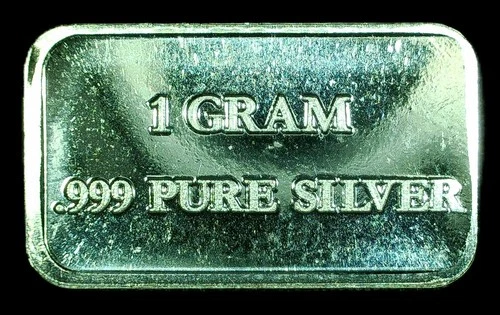 1 GRAM
.999 PURE SILVER